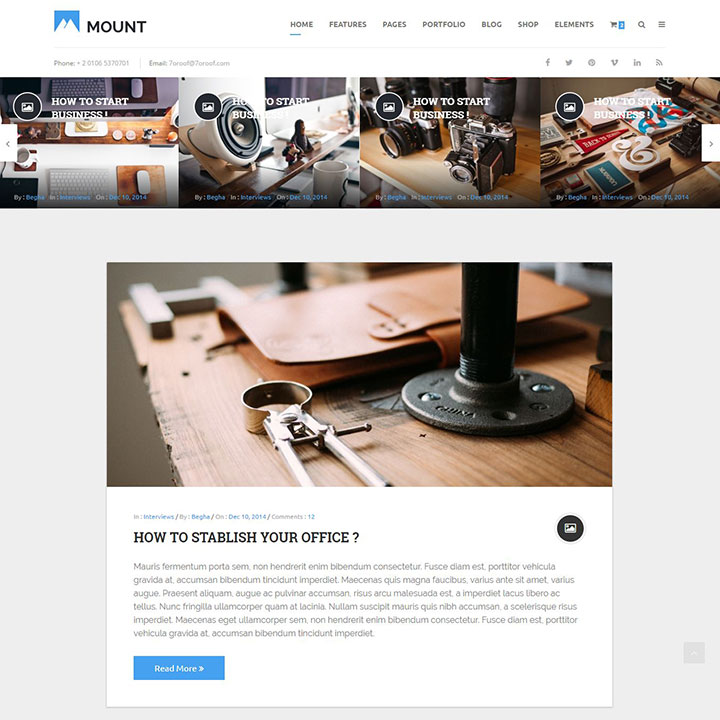 MOUNT
HOME FEATURES PAGES PORTFOLIO BLOG SHOP ELEMENTS 3
Phone: + 2 0106 5370701 Email: 7oroof@7oroof.com
HOW TO START
BUSINESS !
By : Begha / In : Interviews / On : Dec 10, 2014
HOW TO START
BUSINESS !
By : Begha / In : Interviews / On : Dec 10, 2014
HOW TO START
BUSINESS !
By : Begha / In : Interviews / On : Dec 10, 2014
HOW TO START
BUSINESS !
By : Begha / In : Interviews / On : Dec 10, 2014
In : Interviews / By : Begha / On : Dec 10, 2014 / Comments : 12
HOW TO STABLISH YOUR OFFICE ?
Mauris fermentum porta sem, non hendrerit enim bibendum consectetur. Fusce diam est, porttitor vehicula
gravida at, accumsan bibendum tincidunt imperdiet. Maecenas quis magna faucibus, varius ante sit amet, varius
augue. Praesent aliquam, augue ac pulvinar accumsan, risus arcu malesuada est, a imperdiet lacus libero ac
tellus. Nunc fringilla ullamcorper quam at lacinia. Nullam suscipit mauris quis nibh accumsan, a scelerisque risus
imperdiet. Maecenas eget ullamcorper sem, non hendrerit enim bibendum consectetur. Fusce diam est, porttitor
vehicula gravida at, accumsan bibendum tincidunt imperdiet.
Read More »